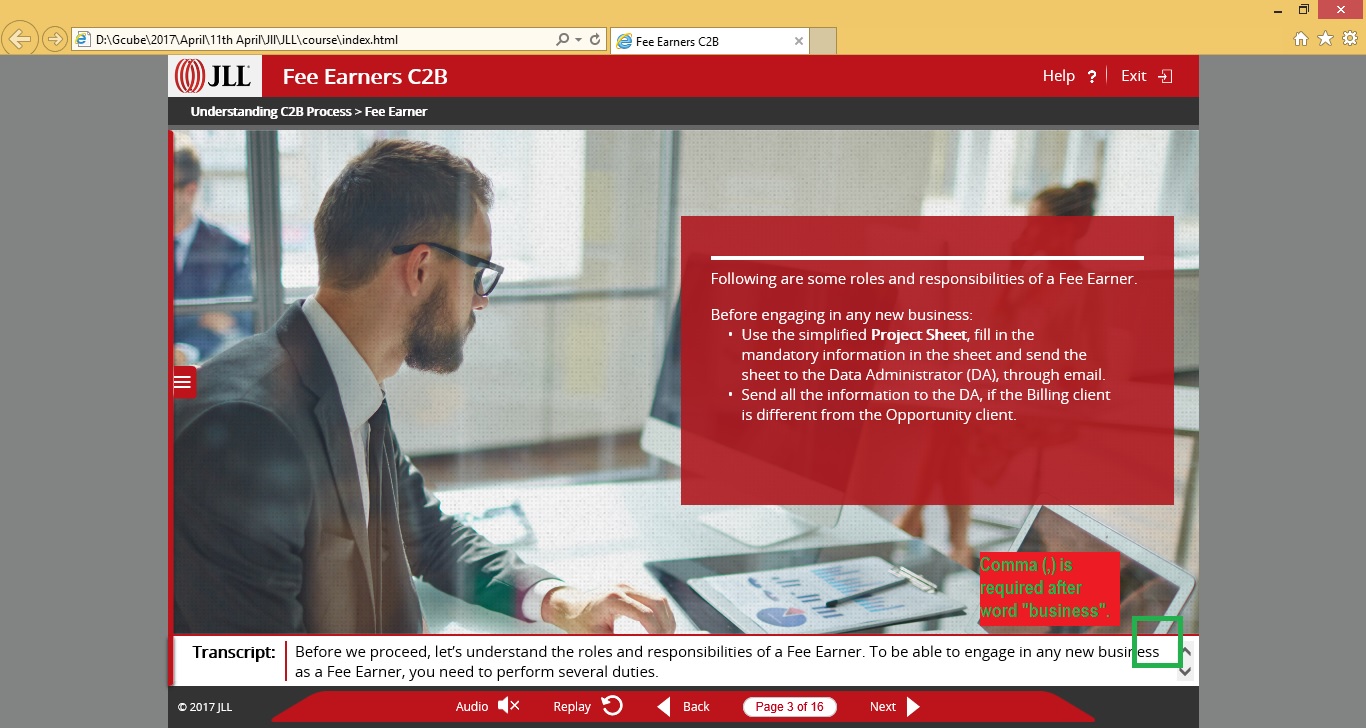 D:\Gcube\2017\April\11th April\Jll\JLL\course\index.html
Fee Earners C2B
JLL
Fee Earners C2B
Help ?
Exit
Understanding C2B Process > Fee Earner
Following are some roles and responsibilities of a Fee Earner.
Before engaging in any new business:
• Use the simplified Project Sheet, fill in the
mandatory information in the sheet and send the
sheet to the Data Administrator (DA), through email.
• Send all the information to the DA, if the Billing client
is different from the Opportunity client.
Comma (,) is
required after
word "business".
Transcript:
Before we proceed, let's understand the roles and responsibilities of a Fee Earner. To be able to engage in any new business
as a Fee Earner, you need to perform several duties.
© 2017 JLL
Audio
Replay
Back
Page 3 of 16
Next